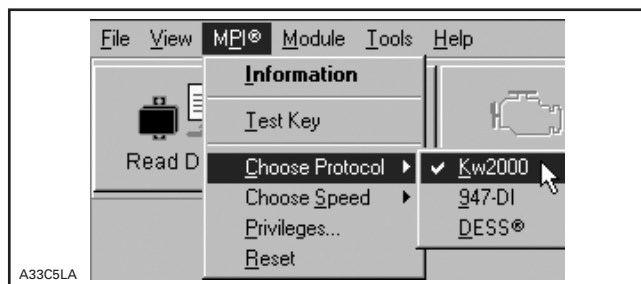 File View MPI® Module Tools Help
Information
Test Key
Read D
Choose Protocol
Kw2000
Choose Speed
947-DI
Privileges...
DESS®
Reset
A33C5LA